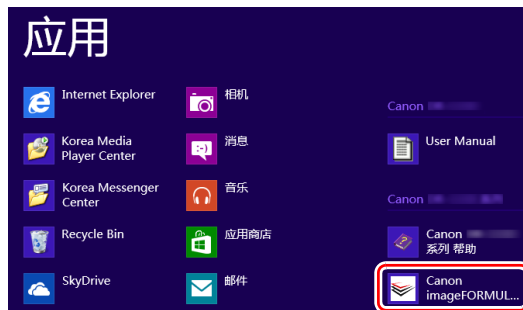 应用
Internet Explorer
Korea Media
Player Center
Korea Messenger
Center
Recycle Bin
SkyDrive
相机
消息
音乐
应用商店
邮件
Canon
User Manual
Canon
Canon
系列 帮助
Canon
imageFORMUL...